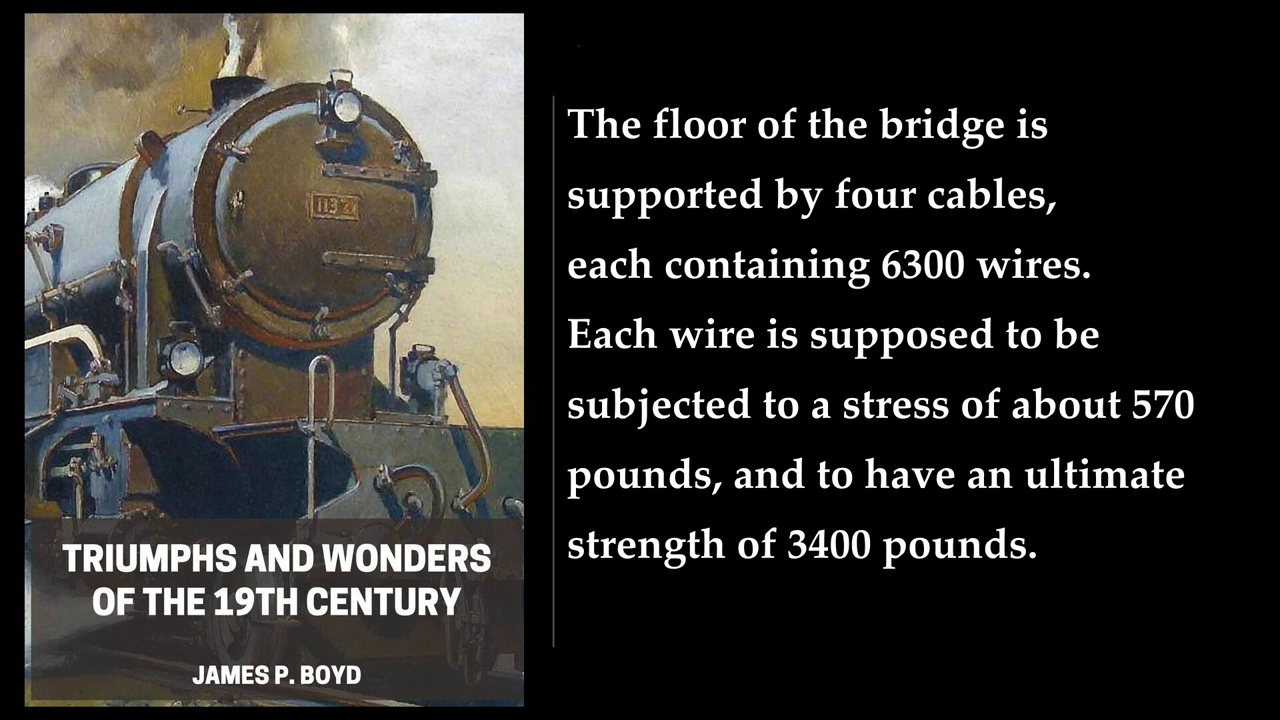 TRIUMPHS AND WONDERS
OF THE 19TH CENTURY
JAMES P. BOYD
The floor of the bridge is
supported by four cables,
each containing 6300 wires.
Each wire is supposed to be
subjected to a stress of about 570
pounds, and to have an ultimate
strength of 3400 pounds.